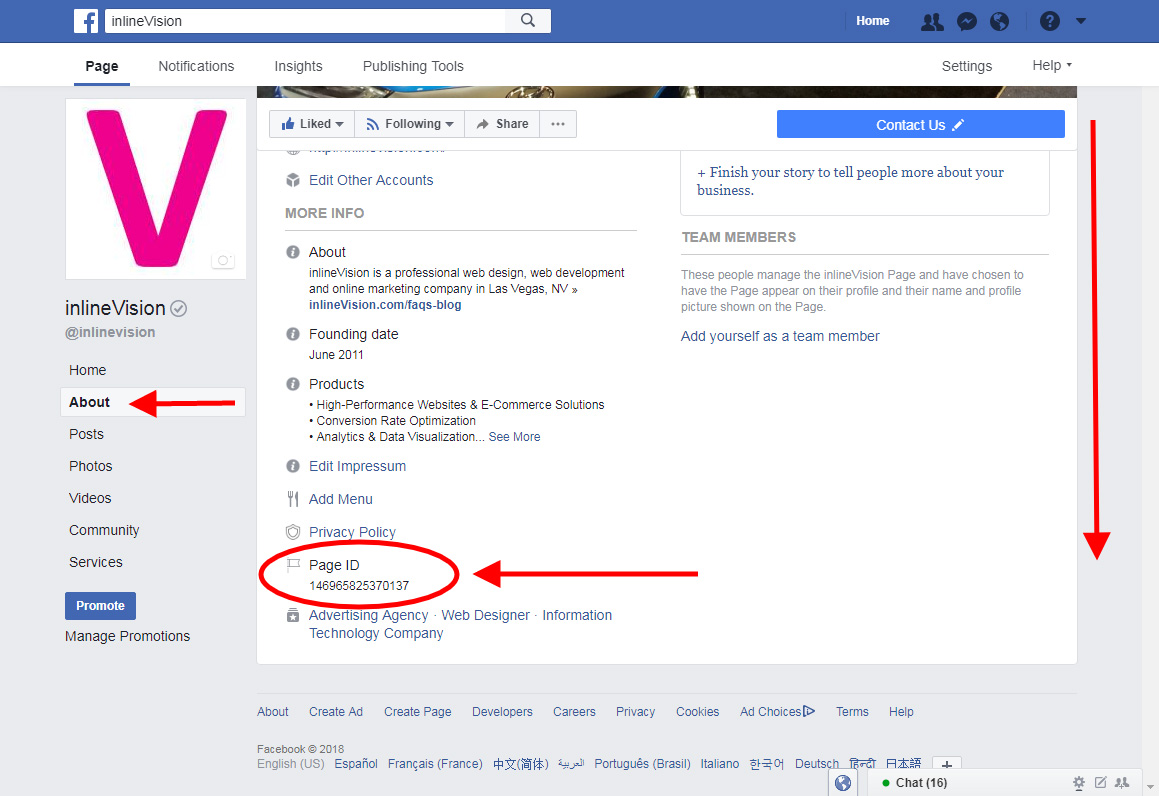 inlineVision
Home
Page
Notifications
Insights
Publishing Tools
Settings
Help
V
inlineVision
@inlinevision
Home
About
Posts
Photos
Videos
Community
Services
Promote
Manage Promotions
Liked
Following
Share
Contact Us
Edit Other Accounts
MORE INFO
About
inlineVision is a professional web design, web development
and online marketing company in Las Vegas, NV »
inlineVision.com/faqs-blog
Founding date
June 2011
Products
• High-Performance Websites & E-Commerce Solutions
• Conversion Rate Optimization
• Analytics & Data Visualization... See More
Edit Impressum
Add Menu
Privacy Policy
Page ID
146965825370137
Advertising Agency · Web Designer · Information
Technology Company
+ Finish your story to tell people more about your
business.
TEAM MEMBERS
These people manage the inlineVision Page and have chosen to
have the Page appear on their profile and their name and profile
picture shown on the Page.
Add yourself as a team member
About
Create Ad
Create Page
Developers
Careers
Privacy
Cookies
Ad Choices
Terms
Help
Facebook © 2018
English (US) Español Français (France) 中文(简体) العربية Português (Brasil) Italiano 한국어 Deutsch हिन्दी 日本語
Chat (16)